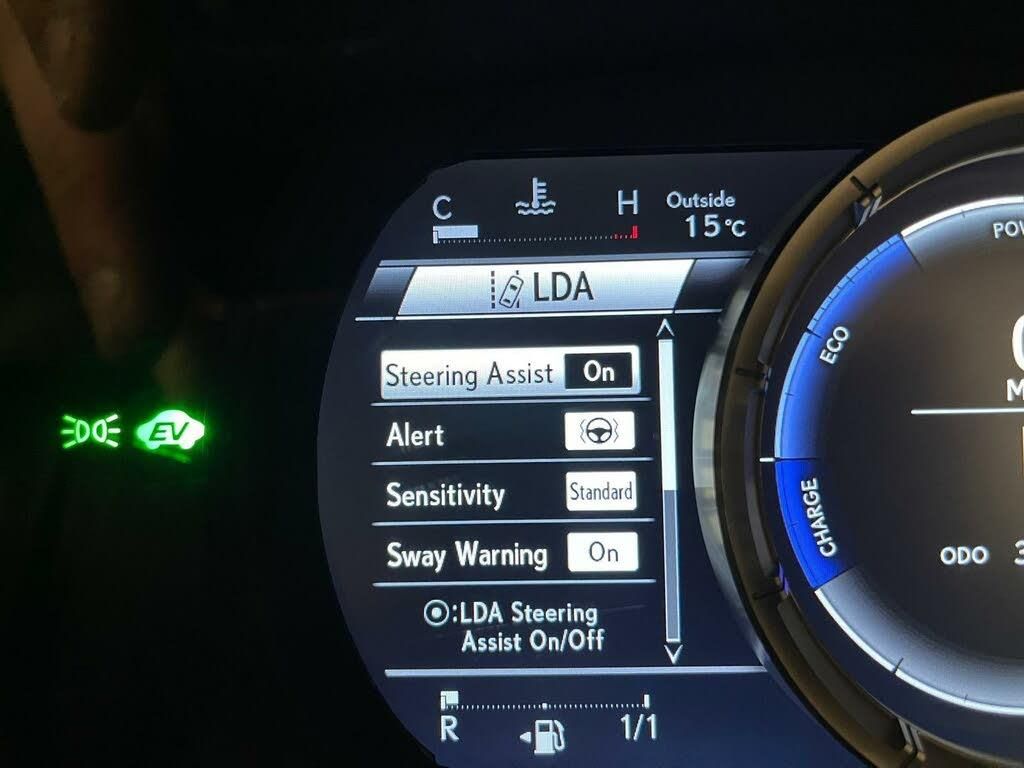 C H Outside
15°C
LDA
Steering Assist On
Alert
Sensitivity Standard
Sway Warning On
:LDA Steering
Assist On/Off
R 1/1
EV
ECO
CHARGE
ODO